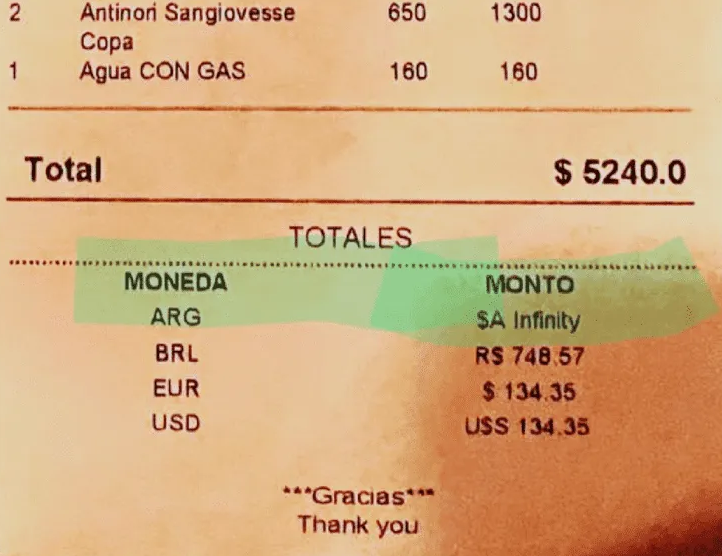 2 Antinori Sangiovesse 650 1300
Copa
1 Agua CON GAS 160 160
Total $ 5240.0
TOTALES
MONEDA MONTO
ARG $A Infinity
BRL R$ 748.57
EUR $ 134.35
USD U$S 134.35
***Gracias***
Thank you